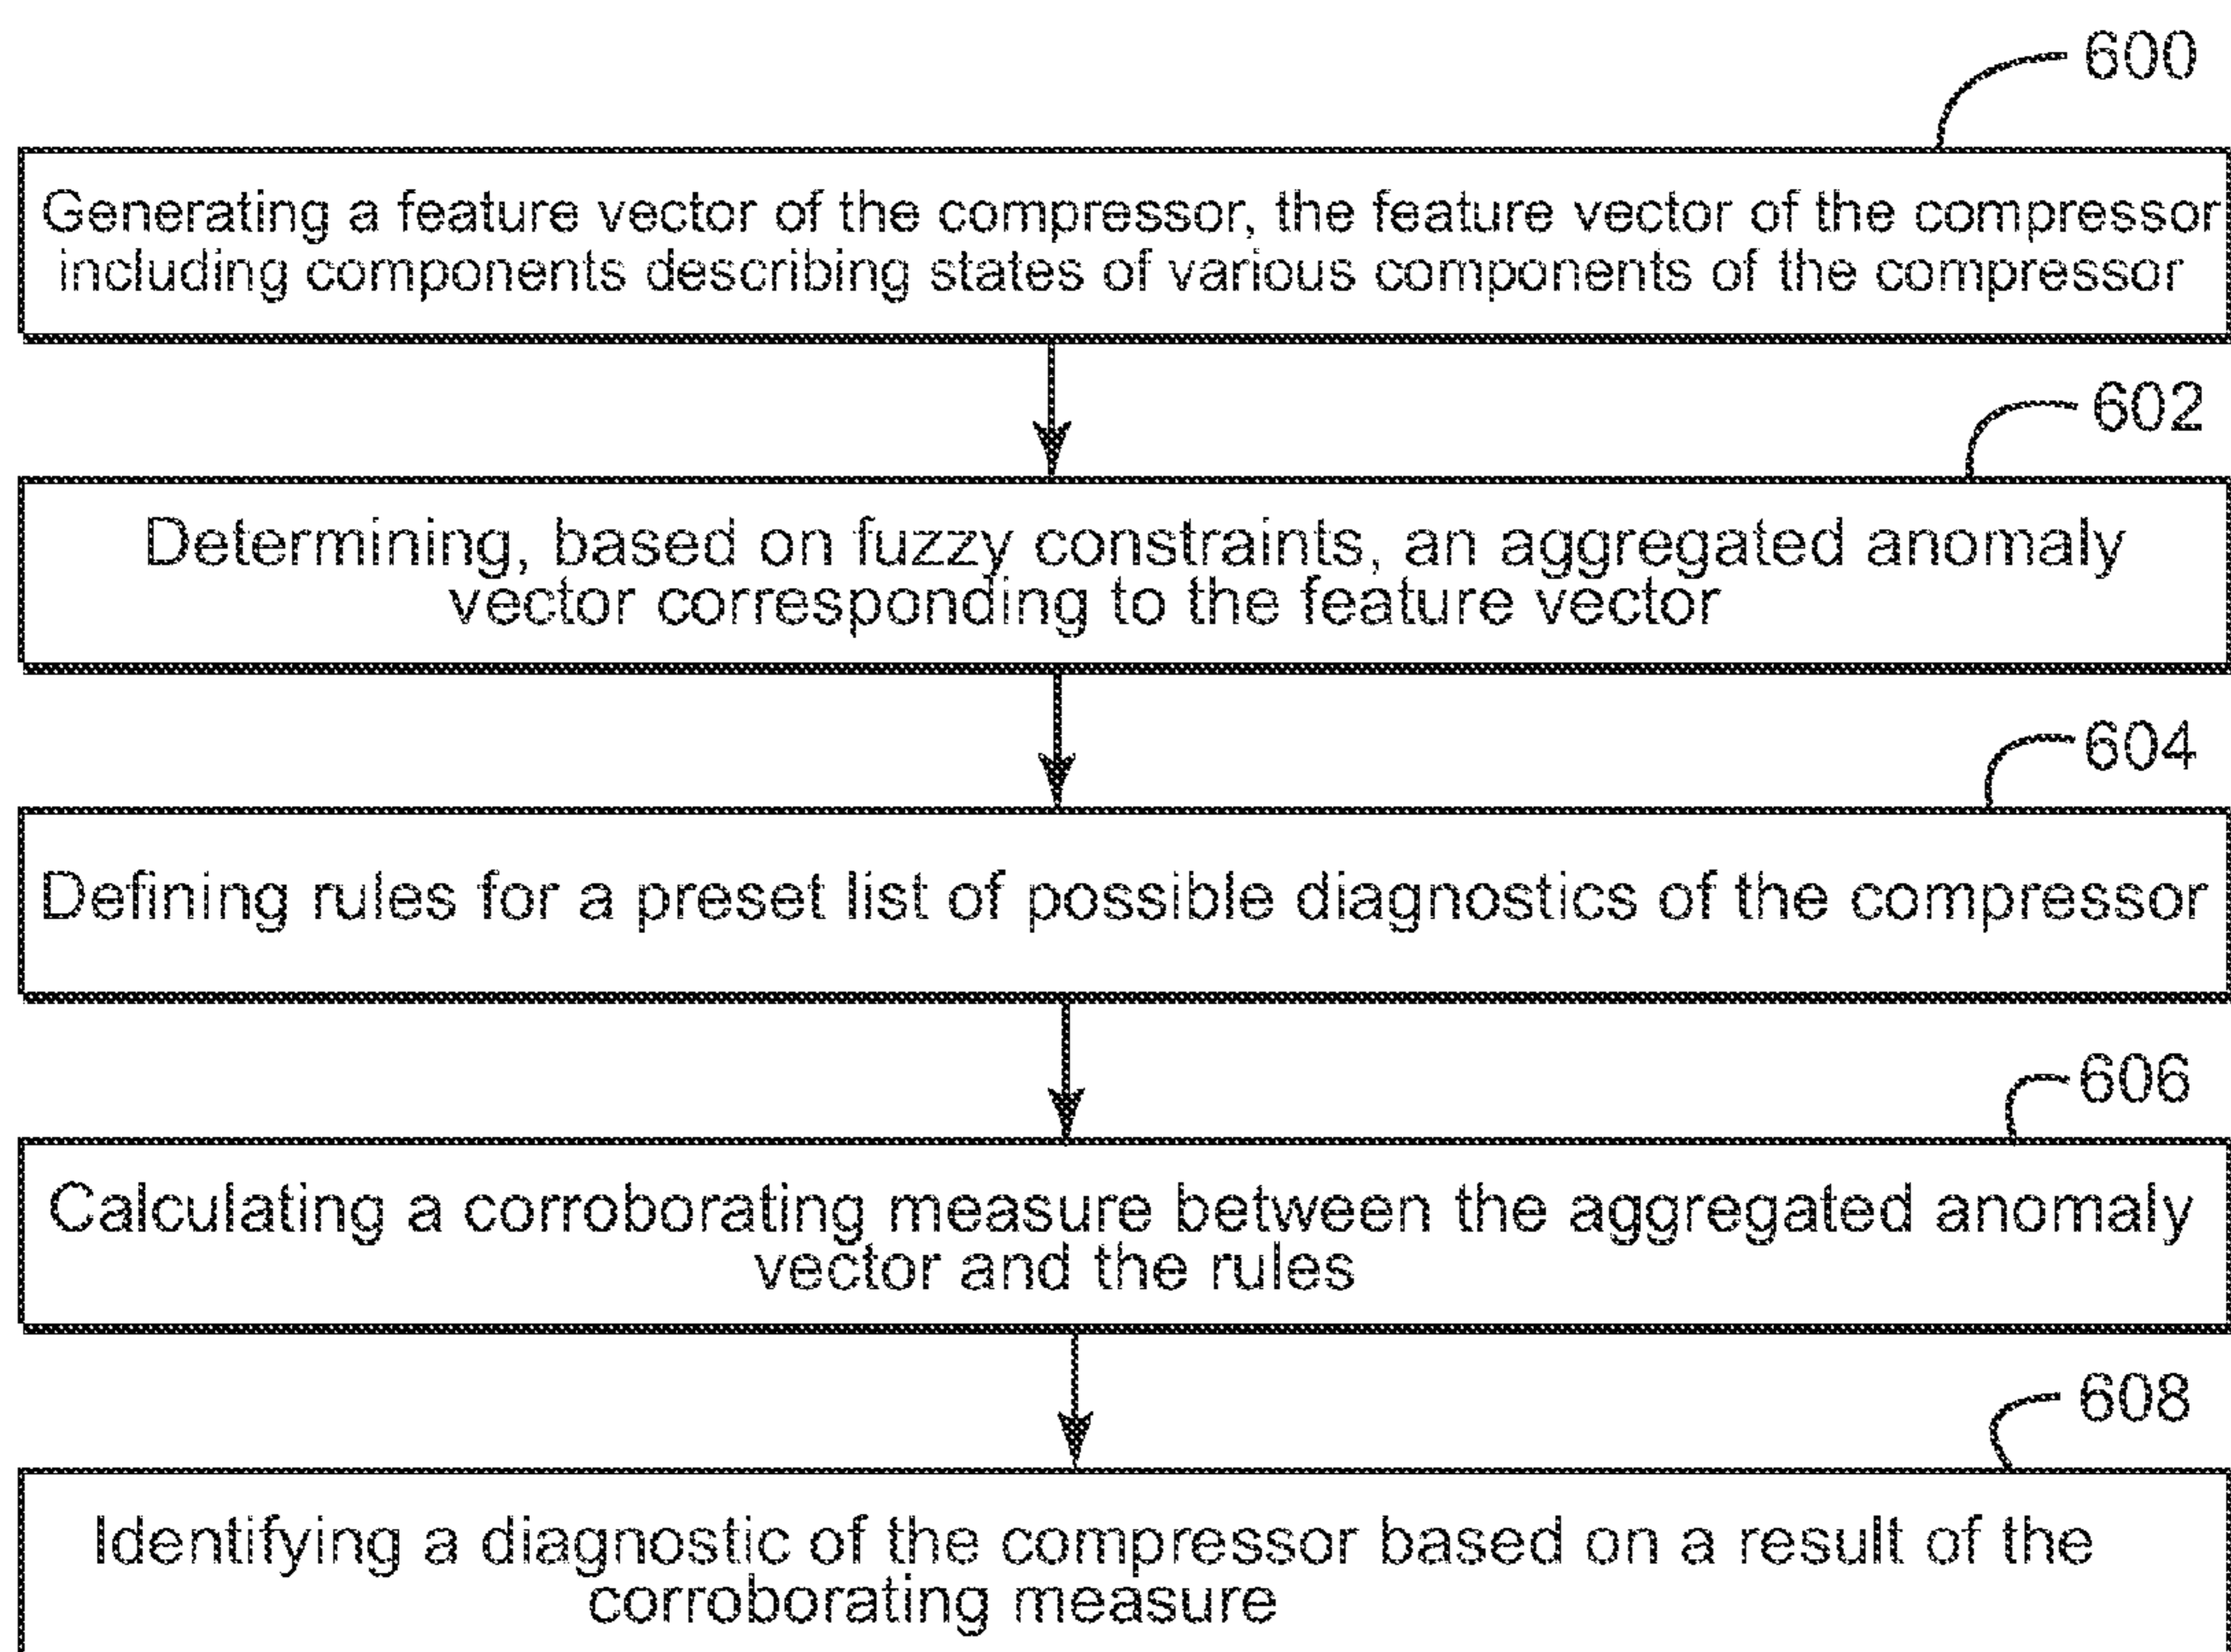 600
Generating a feature vector of the compressor, the feature vector of the compressor
including components describing states of various components of the compressor
602
Determining, based on fuzzy constraints, an aggregated anomaly
vector corresponding to the feature vector
604
Defining rules for a preset list of possible diagnostics of the compressor
606
Calculating a corroborating measure between the aggregated anomaly
vector and the rules
608
Identifying a diagnostic of the compressor based on a result of the
corroborating measure